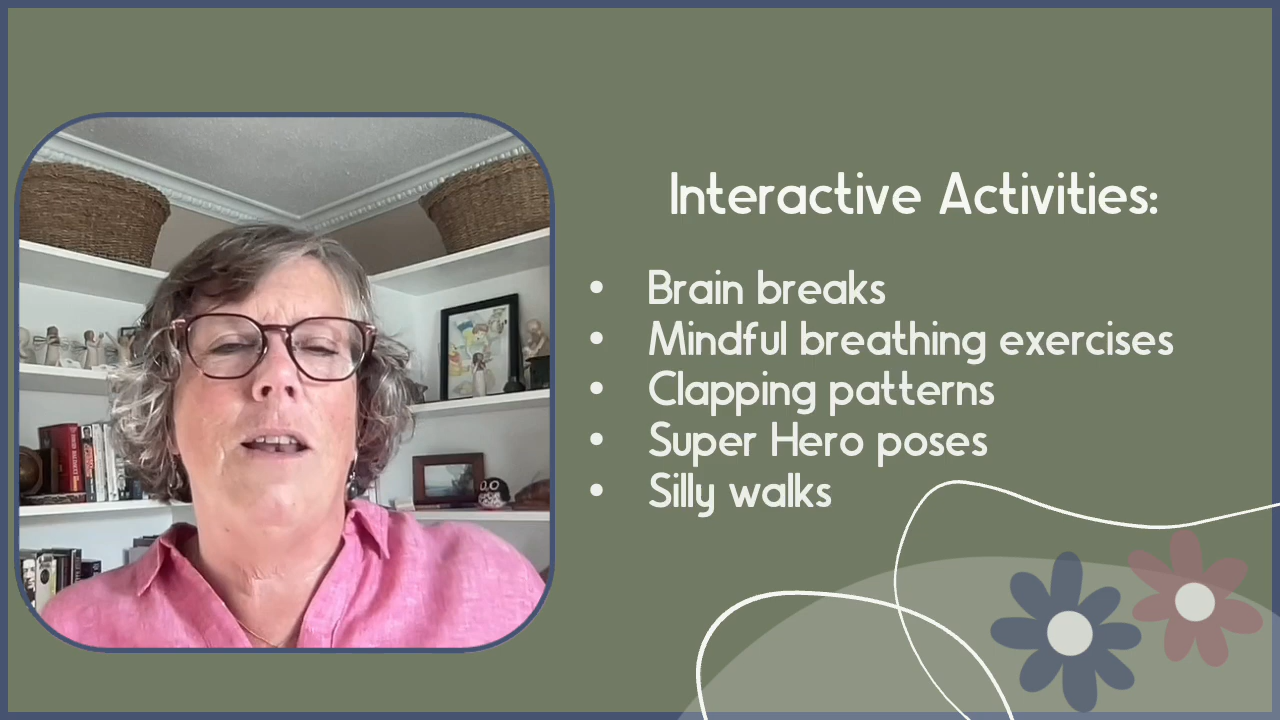 Interactive Activities:
• Brain breaks
• Mindful breathing exercises
• Clapping patterns
• Super Hero poses
• Silly walks